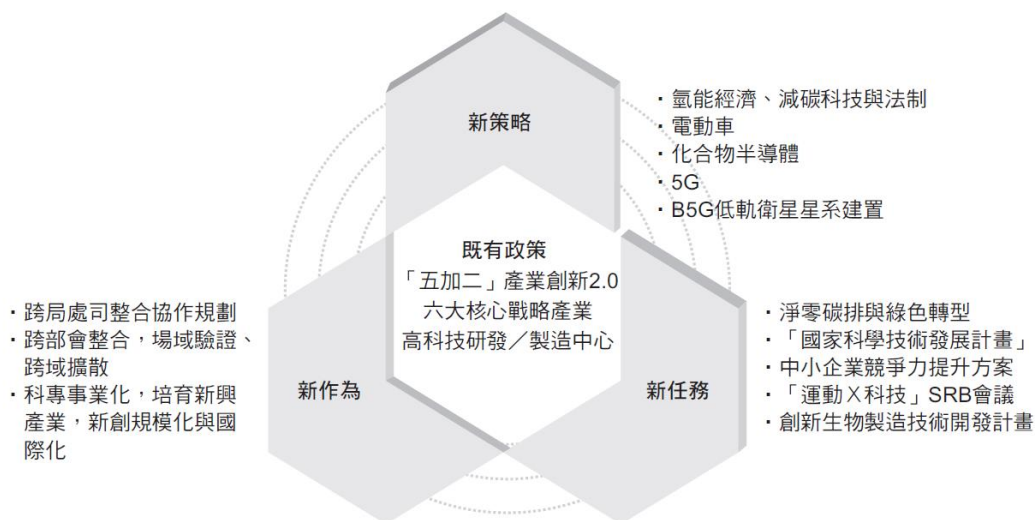 新策略
・氫能經濟、減碳科技與法制
・電動車
・化合物半導體
・5G
・B5G低軌衛星星系建置
既有政策
「五加二」產業創新2.0
六大核心戰略產業
高科技研發／製造中心
・跨局處司整合協作規劃
・跨部會整合，場域驗證、
跨域擴散
・科專事業化，培育新興
產業，新創規模化與國
際化
新作為
新任務
・淨零碳排與綠色轉型
・「國家科學技術發展計畫」
・中小企業競爭力提升方案
・「運動X科技」SRB會議
・創新生物製造技術開發計畫